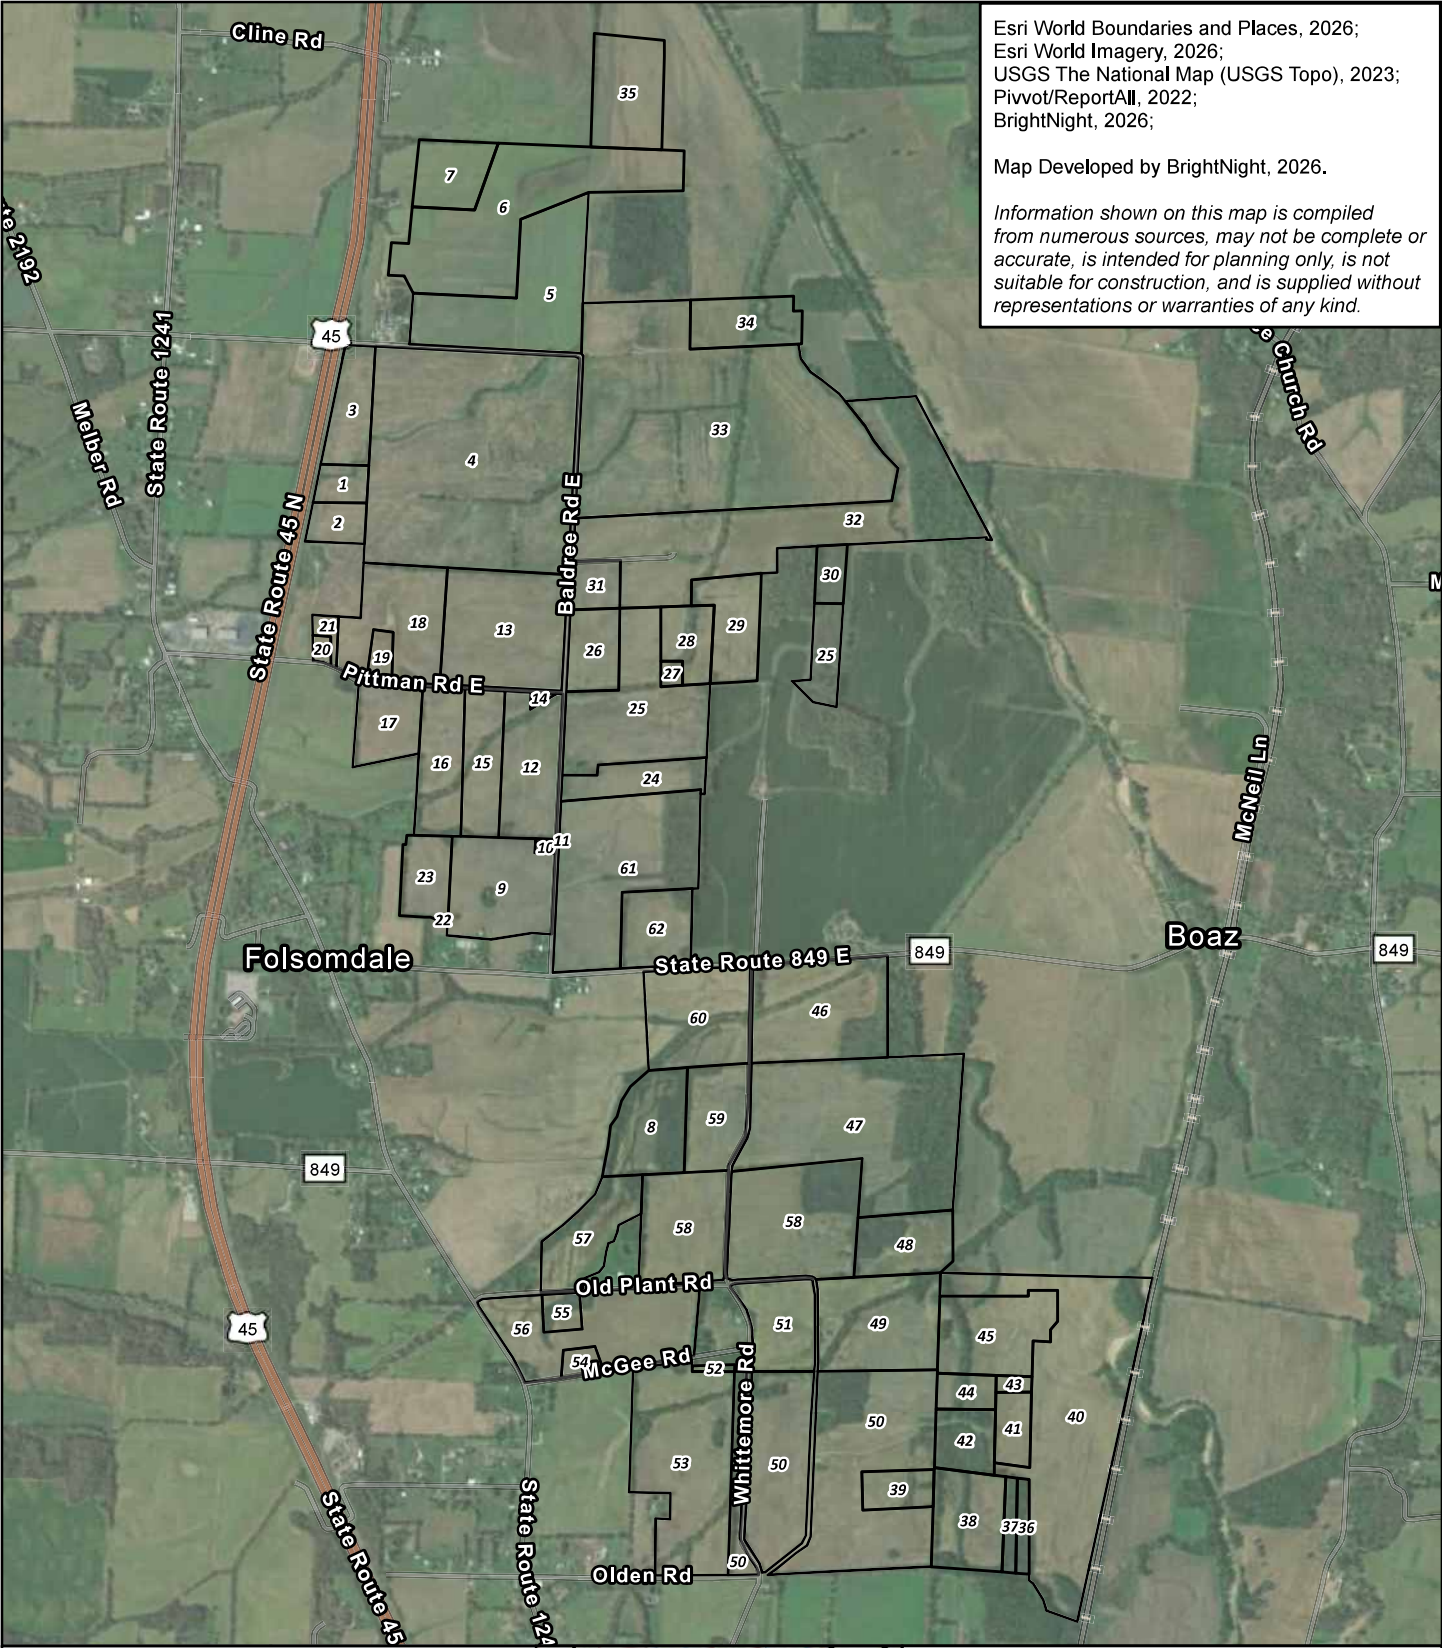 Esri World Boundaries and Places, 2026;
Esri World Imagery, 2026;
USGS The National Map (USGS Topo), 2023;
Pivvot/ReportAll, 2022;
BrightNight, 2026;
Map Developed by BrightNight, 2026.
Information shown on this map is compiled
from numerous sources, may not be complete or
accurate, is intended for planning only, is not
suitable for construction, and is supplied without
representations or warranties of any kind.
Cline Rd
35
7
6
te 2192
5
34
45
State Route 1241
Church Rd
3
Melber Rd
33
4
1
2
32
State Route 45 N
Baldree Rd E
31
30
21
18
13
29
20
19
26
28
25
27
Pittman Rd E
14
17
25
16
15
12
24
McNeil Ln
10
11
61
23
9
22
62
Folsomdale
State Route 849 E
849
Boaz
849
60
46
8
59
47
849
57
58
58
48
Old Plant Rd
55
56
51
49
45
45
54
McGee Rd
52
44
43
40
50
41
42
Whittemore Rd
53
50
39
38
37
36
State Route 45
State Route 124
50
Olden Rd